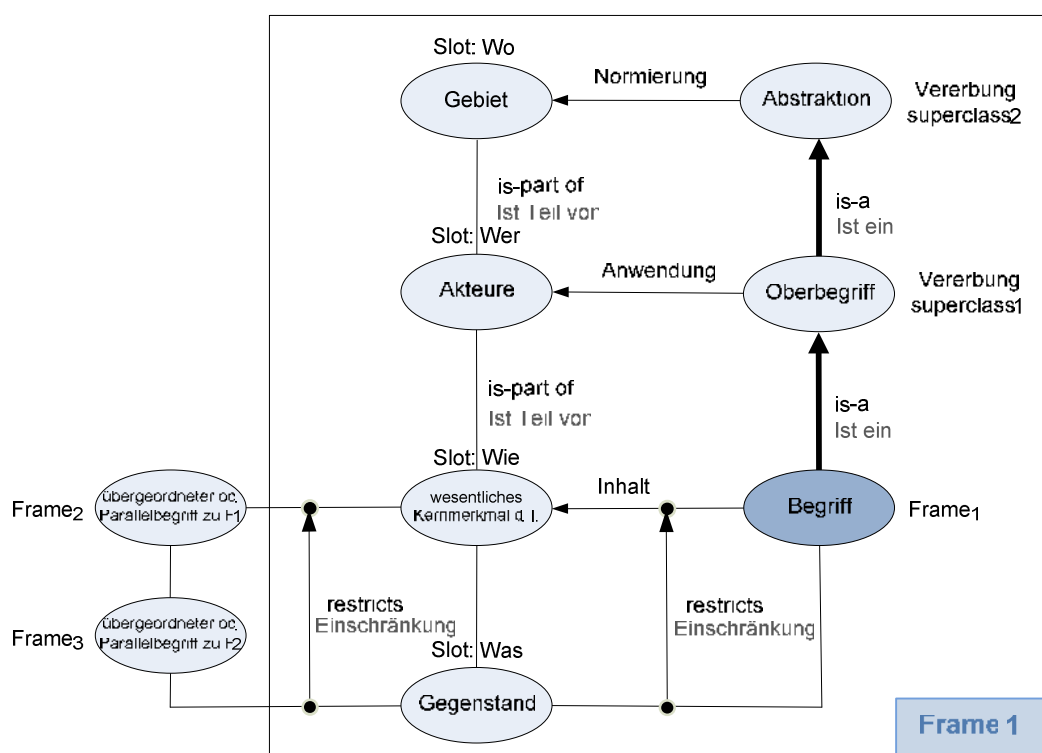 Slot: Wo
Gebiet
Normierung
Abstraktion
Vererbung
superclass2
is-part of
Ist Teil von
is-a
Ist ein
Slot: Wer
Akteure
Anwendung
Oberbegriff
Vererbung
superclass1
is-part of
Ist Teil von
is-a
Ist ein
Slot: Wie
Frame2
übergeordneter od.
Parallelbegriff zu F1
wesentliches
Kernmerkmal d. I.
Inhalt
Begriff
Frame1
Frame3
übergeordneter od.
Parallelbegriff zu F2
restricts
Einschränkung
restricts
Einschränkung
Slot: Was
Gegenstand
Frame 1